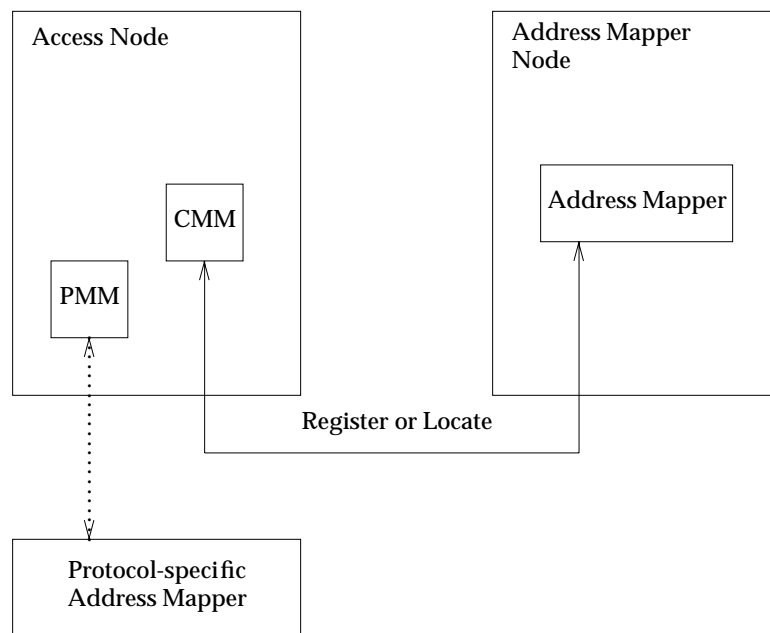 Access Node
Address Mapper
Node
CMM
Address Mapper
PMM
Register or Locate
Protocol-specific
Address Mapper